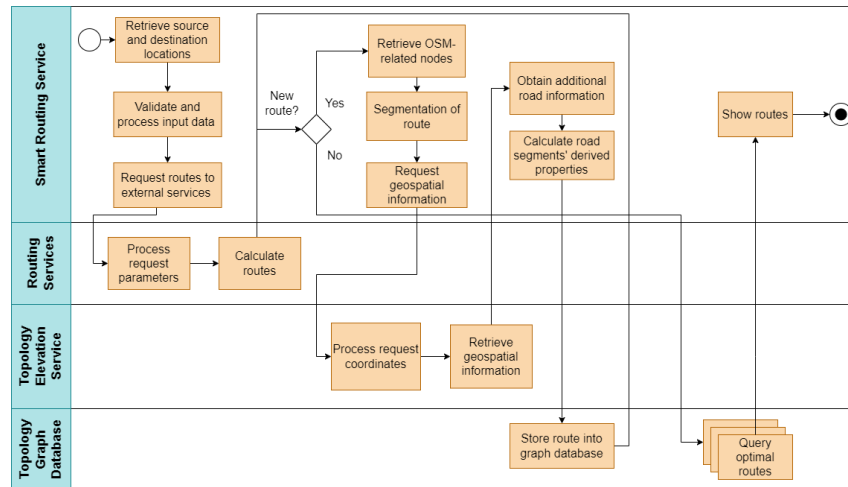 Smart Routing Service
Retrieve source
and destination
locations
Validate and
process input data
Request routes to
external services
New
route?
Yes
No
Retrieve OSM-
related nodes
Segmentation of
route
Request
geospatial
information
Obtain additional
road information
Calculate road
segments' derived
properties
Show routes
Routing
Services
Process
request
parameters
Calculate
routes
Topology
Elevation
Service
Process request
coordinates
Retrieve
geospatial
information
Topology
Graph
Database
Store route into
graph database
Query
optimal
routes